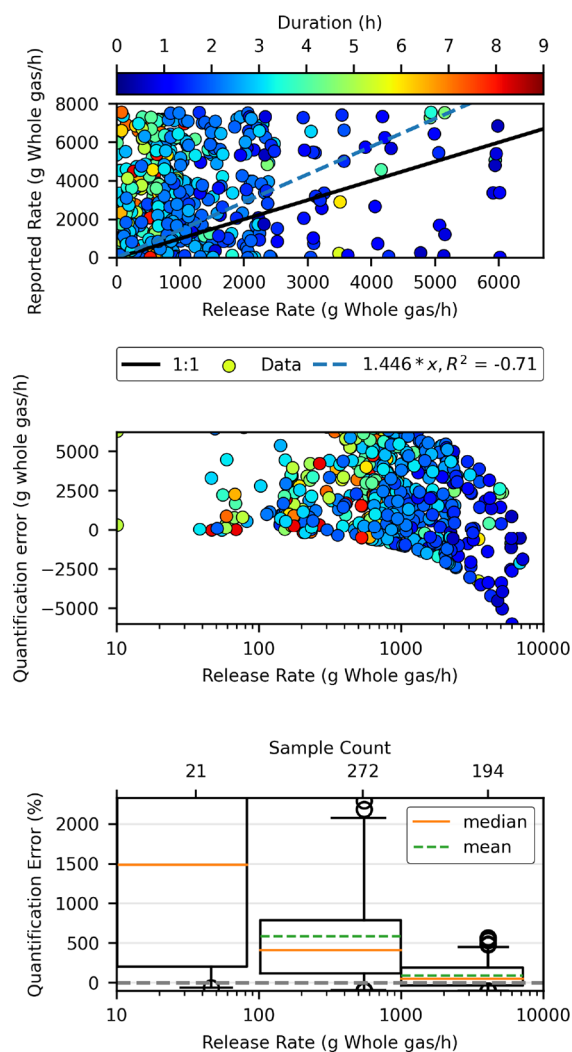 Duration (h)
0 1 2 3 4 5 6 7 8 9
8000
6000
4000
2000
0
Reported Rate (g Whole gas/h)
0 1000 2000 3000 4000 5000 6000
Release Rate (g Whole gas/h)
1:1 Data 1.446 * x, R² = -0.71
5000
2500
0
−2500
−5000
Quantification error (g whole gas/h)
10 100 1000 10000
Release Rate (g Whole gas/h)
Sample Count
21 272 194
2000
1500
1000
500
0
Quantification Error (%)
median
mean
10 100 1000 10000
Release Rate (g Whole gas/h)